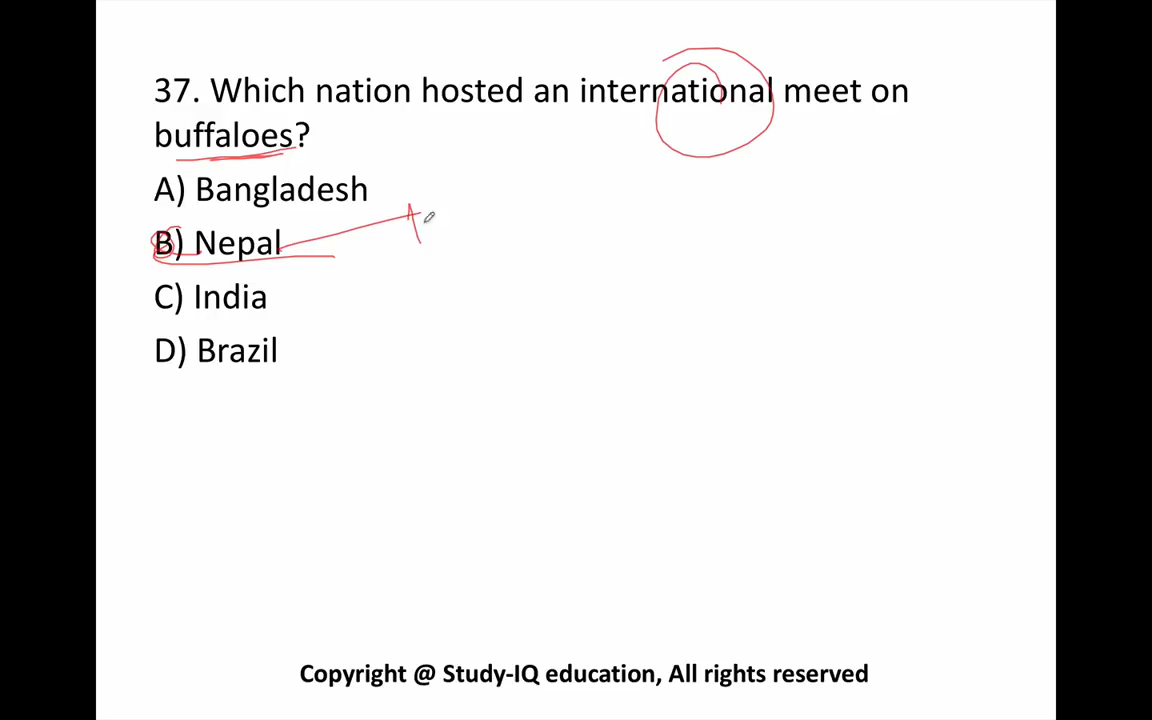 37. Which nation hosted an international meet on
buffaloes?
A) Bangladesh
B) Nepal
C) India
D) Brazil
Copyright @ Study-IQ education, All rights reserved